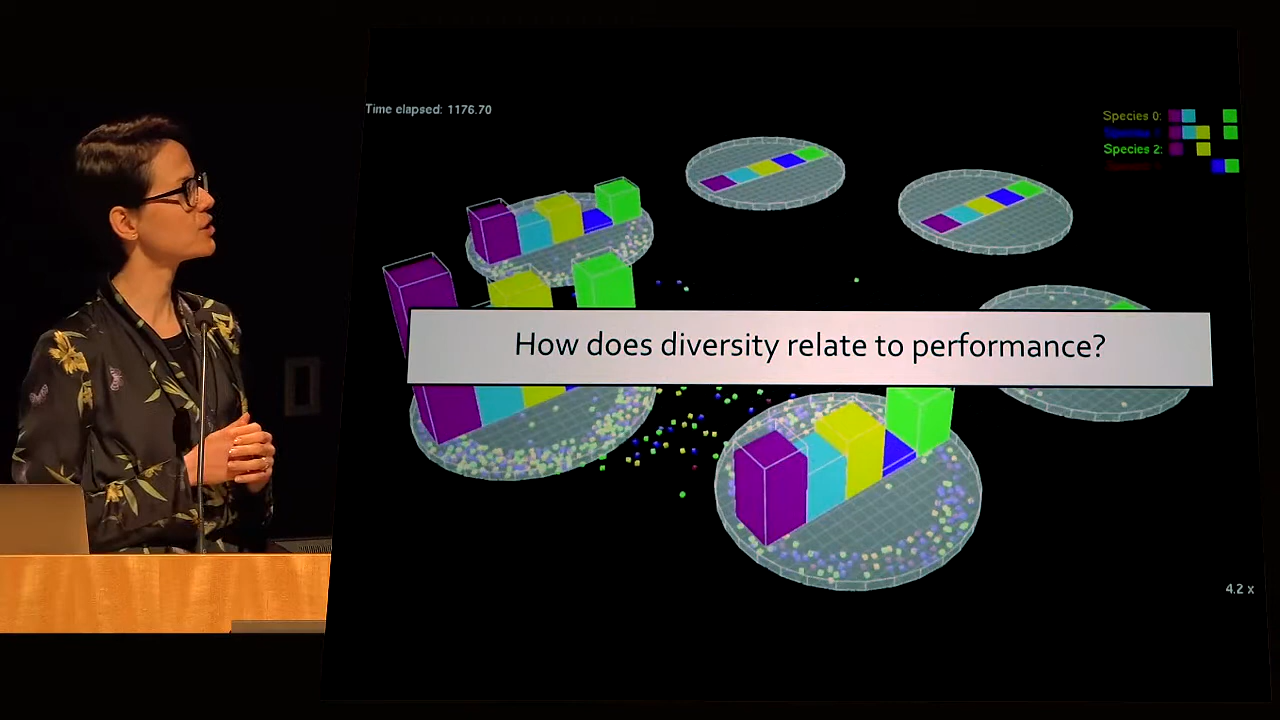 Time elapsed: 1176.70
Species 0:
Species 2:
How does diversity relate to performance?
4.2 x